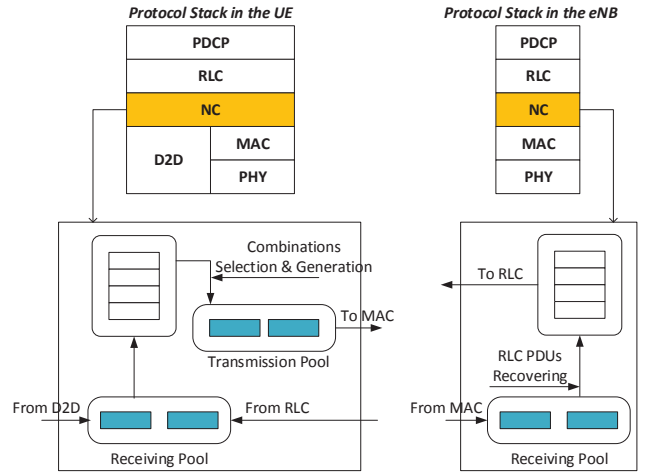 Protocol Stack in the UE
PDCP
RLC
NC
D2D
MAC
PHY
Combinations
Selection & Generation
To MAC
Transmission Pool
From D2D
From RLC
Receiving Pool
Protocol Stack in the eNB
PDCP
RLC
NC
MAC
PHY
To RLC
RLC PDUs
Recovering
From MAC
Receiving Pool